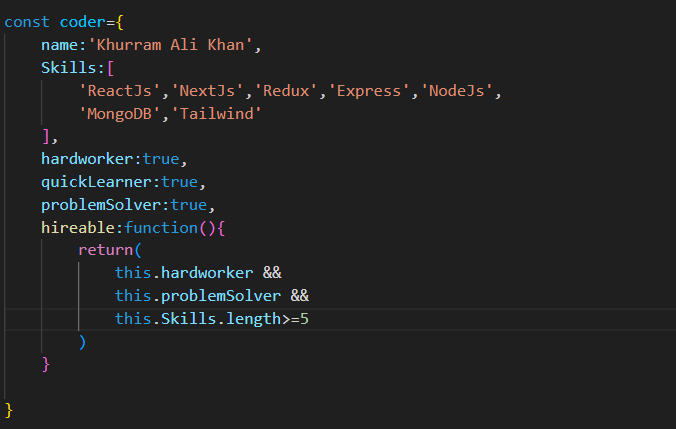 const coder={
    name:'Khurram Ali Khan',
    Skills:[
        'ReactJs','NextJs','Redux','Express','NodeJs',
        'MongoDB','Tailwind'
    ],
    hardworker:true,
    quickLearner:true,
    problemSolver:true,
    hireable:function(){
        return(
            this.hardworker &&
            this.problemSolver &&
            this.Skills.length>=5
        )
    }
}